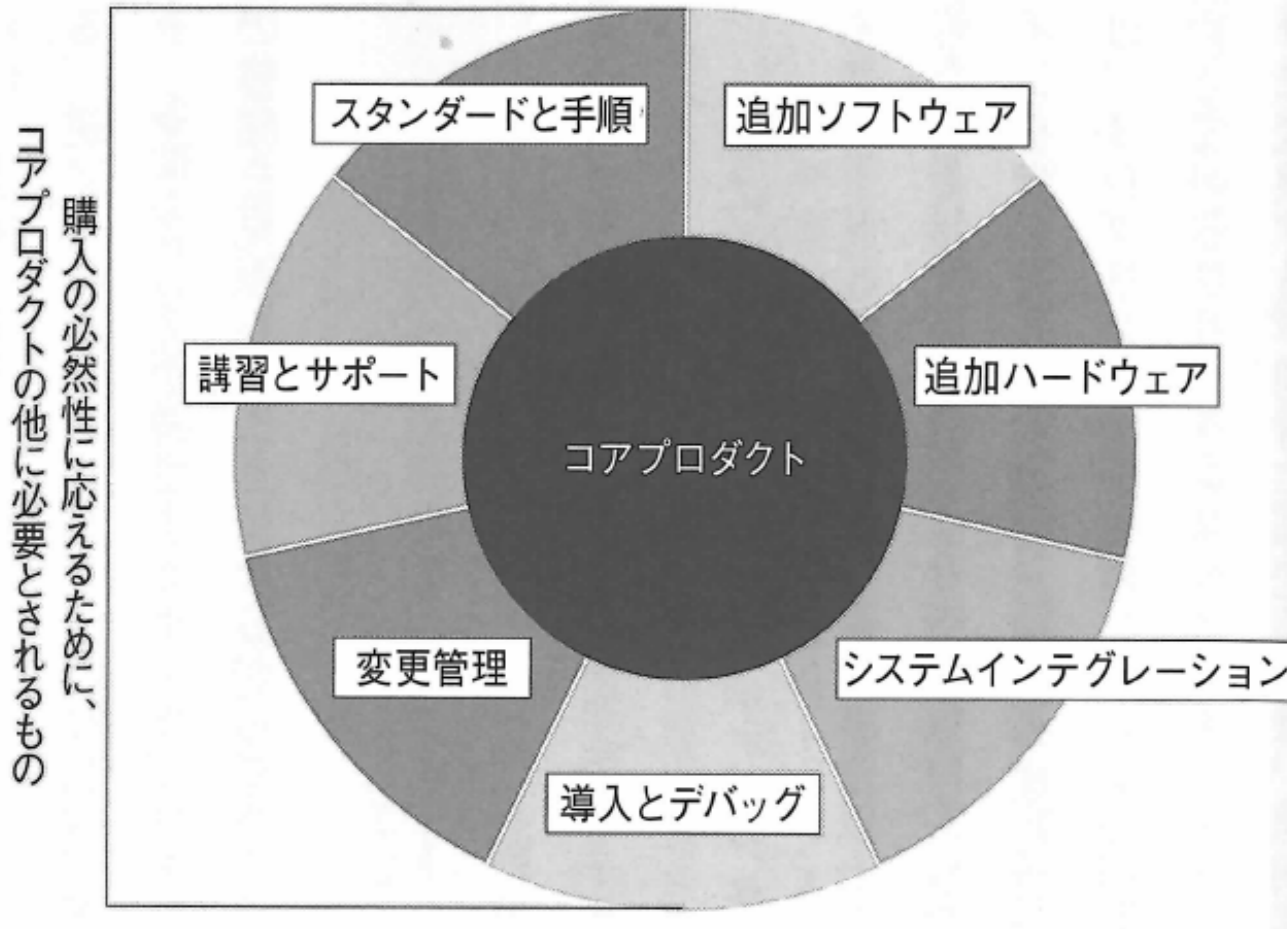 購入の必然性に応えるために、
コアプロダクトの他に必要とされるもの
スタンダードと手順
追加ソフトウェア
講習とサポート
追加ハードウェア
コアプロダクト
変更管理
システムインテグレーション
導入とデバッグ